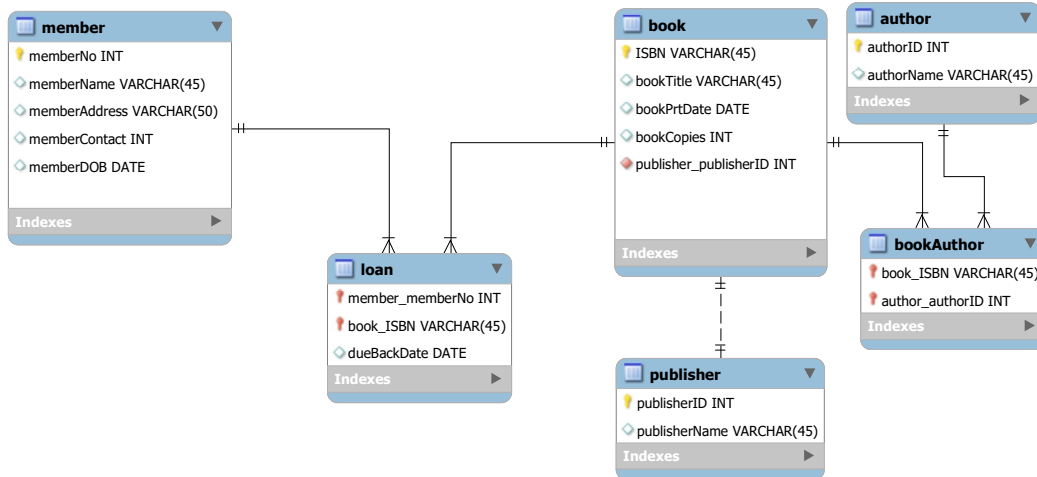 member
memberNo INT
memberName VARCHAR(45)
memberAddress VARCHAR(50)
memberContact INT
memberDOB DATE
Indexes
book
ISBN VARCHAR(45)
bookTitle VARCHAR(45)
bookPrtDate DATE
bookCopies INT
publisher_publisherID INT
Indexes
author
authorID INT
authorName VARCHAR(45)
Indexes
loan
member_memberNo INT
book_ISBN VARCHAR(45)
dueBackDate DATE
Indexes
bookAuthor
book_ISBN VARCHAR(45)
author_authorID INT
Indexes
publisher
publisherID INT
publisherName VARCHAR(45)
Indexes